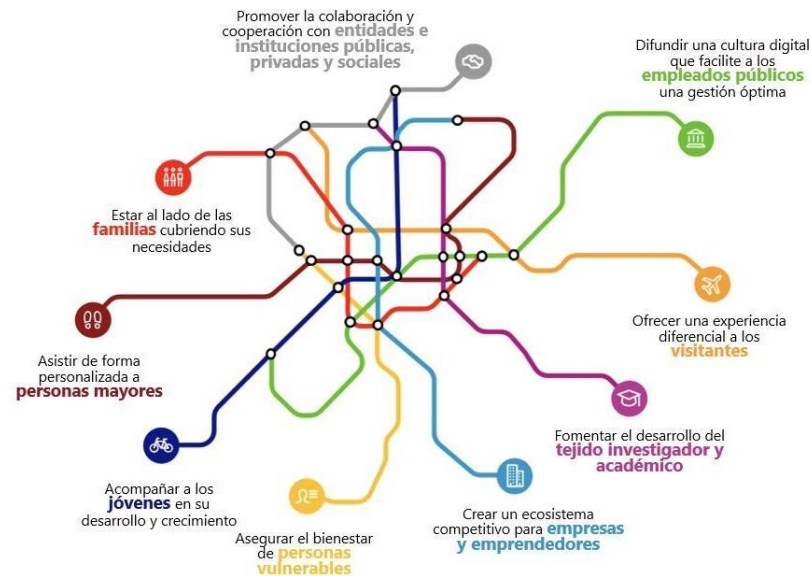 Promover la colaboración y
cooperación con entidades e
instituciones públicas,
privadas y sociales
Difundir una cultura digital
que facilite a los
empleados públicos
una gestión óptima
Estar al lado de las
familias cubriendo sus
necesidades
Ofrecer una experiencia
diferencial a los
visitantes
Asistir de forma
personalizada a
personas mayores
Fomentar el desarrollo del
tejido investigador y
académico
Acompañar a los
jóvenes en su
desarrollo y crecimiento
Crear un ecosistema
competitivo para empresas
y emprendedores
Asegurar el bienestar
de personas
vulnerables